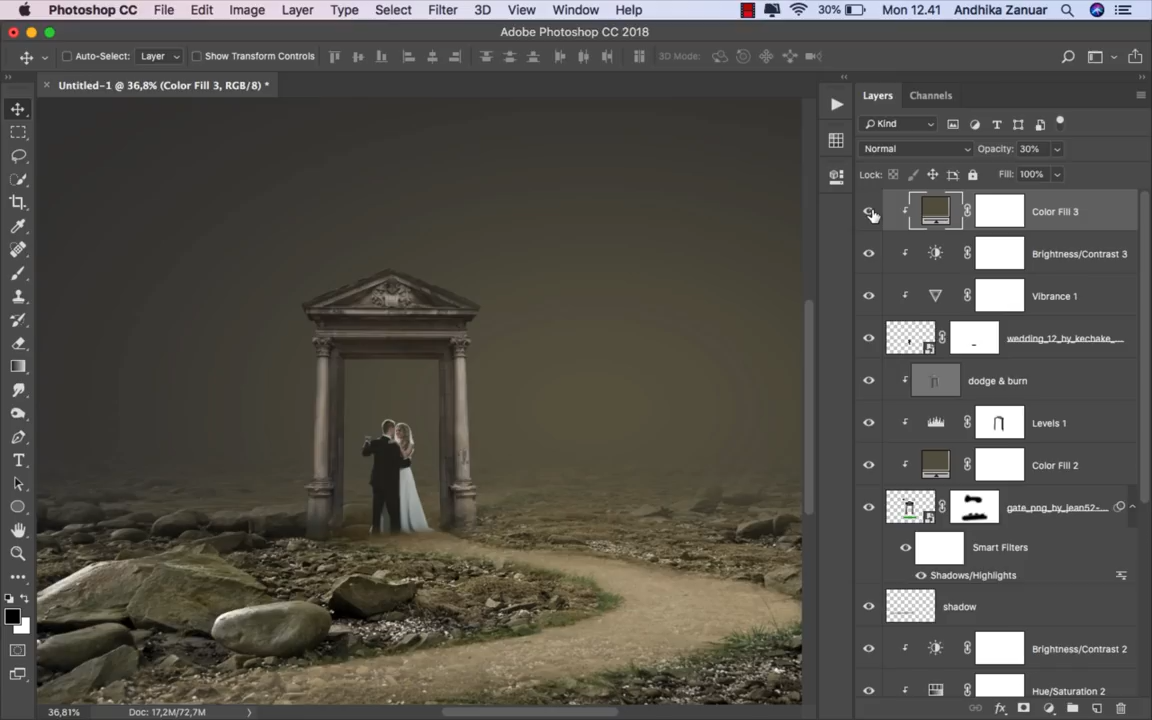 Photoshop CC File Edit Image Layer Type Select Filter 3D View Window Help 30% Mon 12.41 Andhika Zanuar
Adobe Photoshop CC 2018
Auto-Select: Layer Show Transform Controls 3D Mode:
Untitled-1 @ 36,8% (Color Fill 3, RGB/8) *
Layers Channels
Kind
Normal Opacity: 30%
Lock: Fill: 100%
Color Fill 3
Brightness/Contrast 3
Vibrance 1
wedding_12_by_kechake_...
dodge & burn
Levels 1
Color Fill 2
gate_png_by_jean52-...
Smart Filters
Shadows/Highlights
shadow
Brightness/Contrast 2
Hue/Saturation 2
36,81% Doc: 17,2M/72,7M